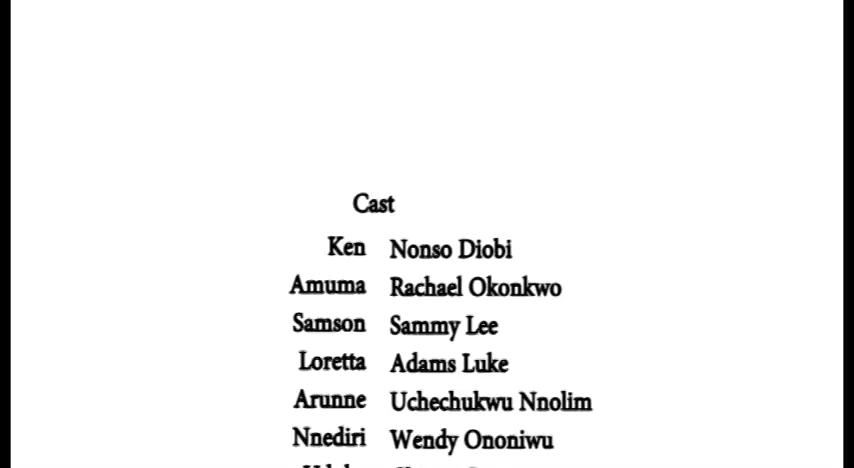 Cast
Ken Nonso Diobi
Amuma Rachael Okonkwo
Samson Sammy Lee
Loretta Adams Luke
Arunne Uchechukwu Nnolim
Nnediri Wendy Ononiwu